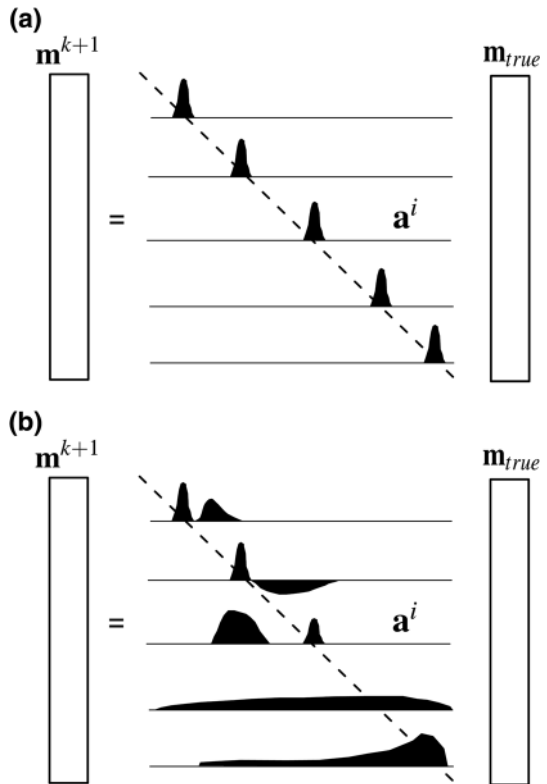 (a)
m^{k+1}
m_{true}
=
a^i
(b)
m^{k+1}
m_{true}
=
a^i